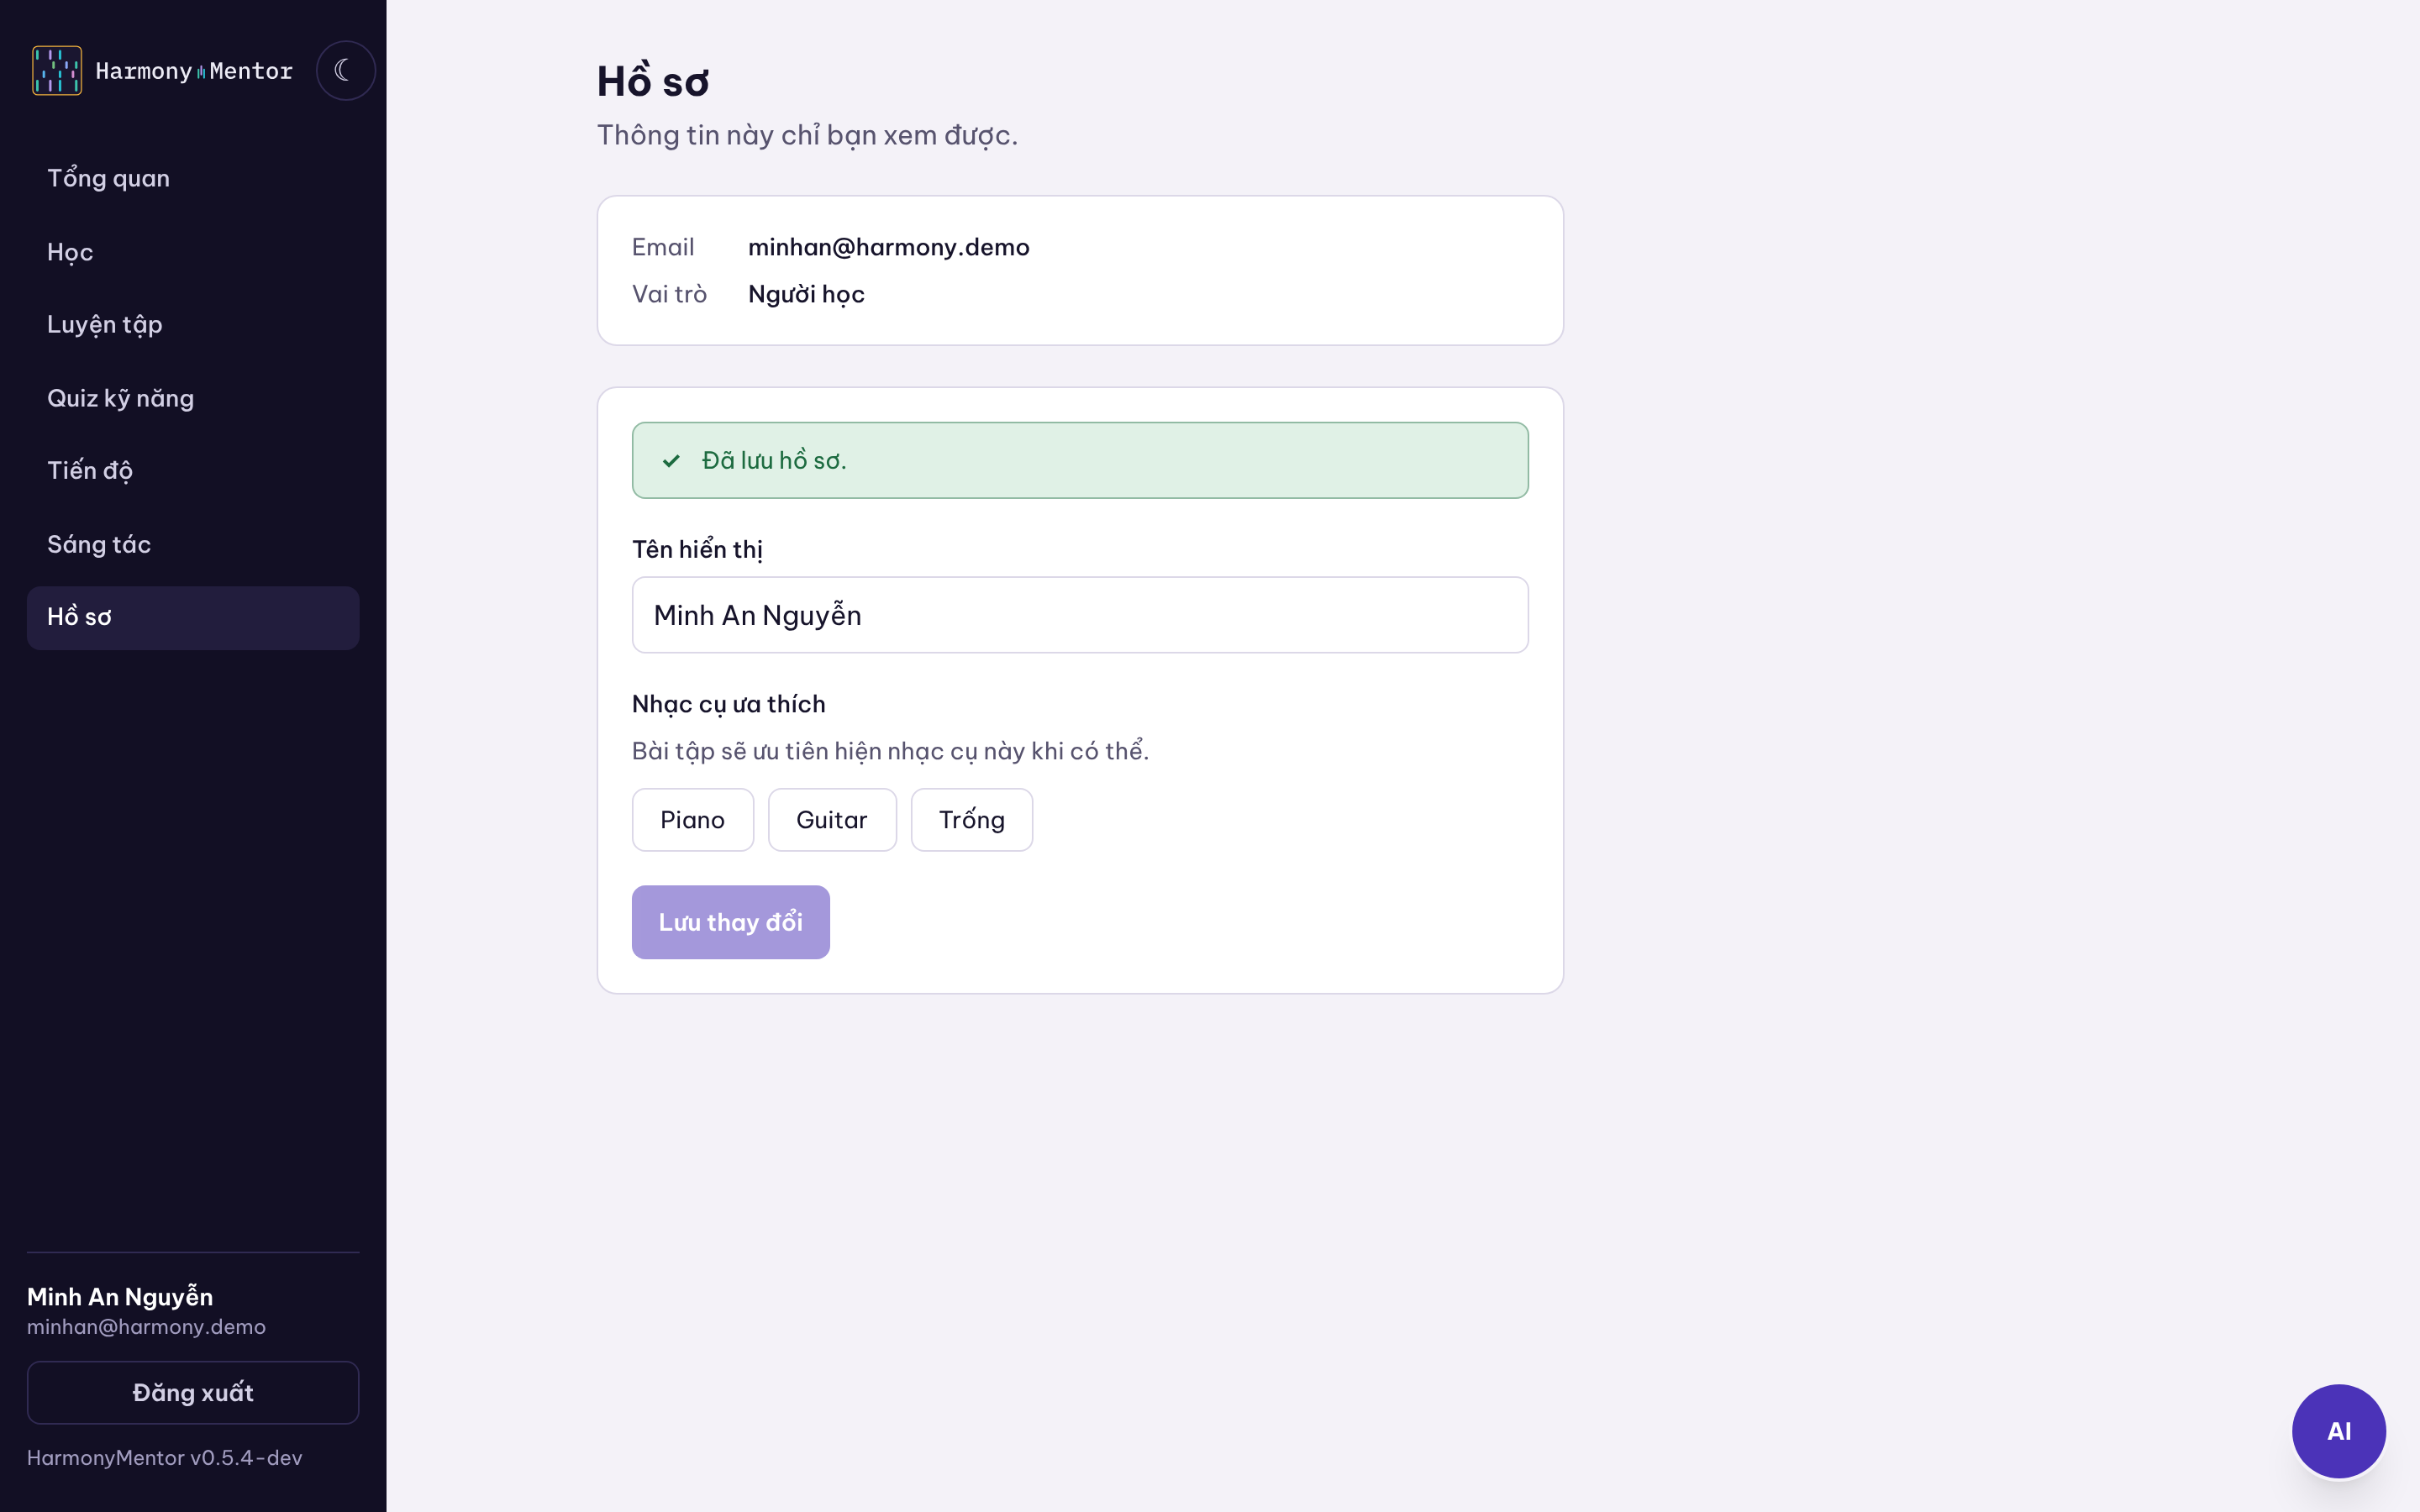 Harmony Mentor
Tổng quan
Học
Luyện tập
Quiz kỹ năng
Tiến độ
Sáng tác
Hồ sơ
Minh An Nguyễn
minhan@harmony.demo
Đăng xuất
HarmonyMentor v0.5.4-dev
Hồ sơ
Thông tin này chỉ bạn xem được.
Email minhan@harmony.demo
Vai trò Người học
Đã lưu hồ sơ.
Tên hiển thị
Minh An Nguyễn
Nhạc cụ ưa thích
Bài tập sẽ ưu tiên hiện nhạc cụ này khi có thể.
Piano Guitar Trống
Lưu thay đổi
AI